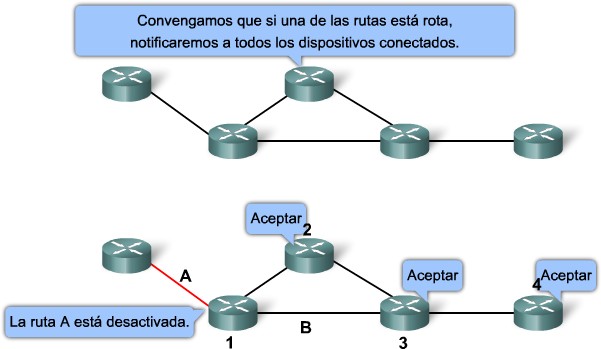 Convengamos que si una de las rutas está rota,
notificaremos a todos los dispositivos conectados.
Aceptar
2
A
Aceptar
4
Aceptar
La ruta A está desactivada.
B
1
3